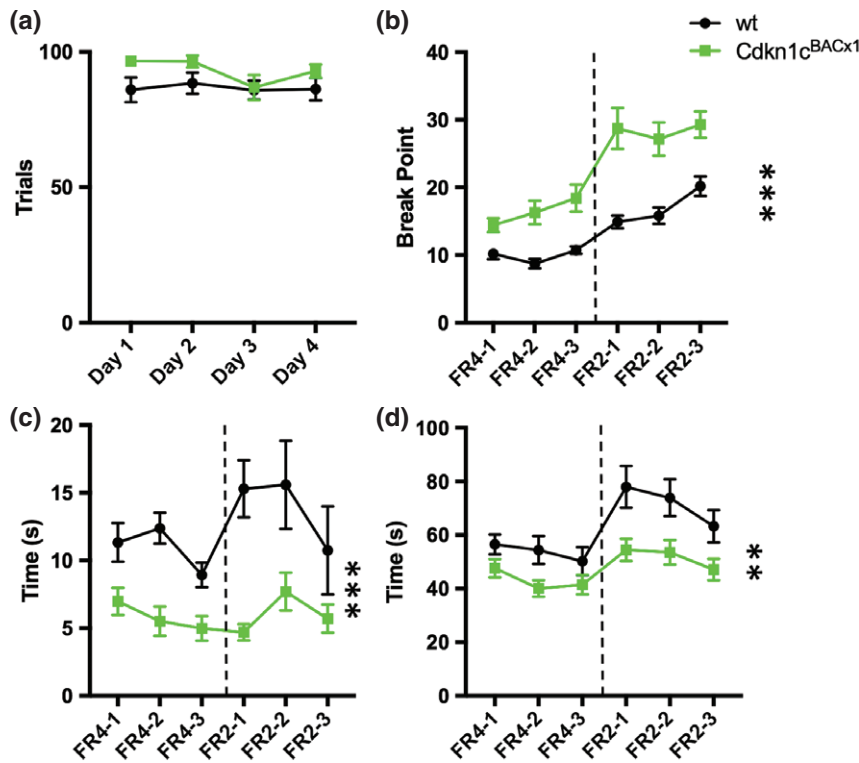 (a)
Trials
100
50
0
Day 1
Day 2
Day 3
Day 4
(b)
wt
Cdkn1cBACx1
Break Point
40
30
20
10
0
FR4-1
FR4-2
FR4-3
FR2-1
FR2-2
FR2-3
***
(c)
Time (s)
20
15
10
5
0
FR4-1
FR4-2
FR4-3
FR2-1
FR2-2
FR2-3
***
(d)
Time (s)
100
80
60
40
20
0
FR4-1
FR4-2
FR4-3
FR2-1
FR2-2
FR2-3
**